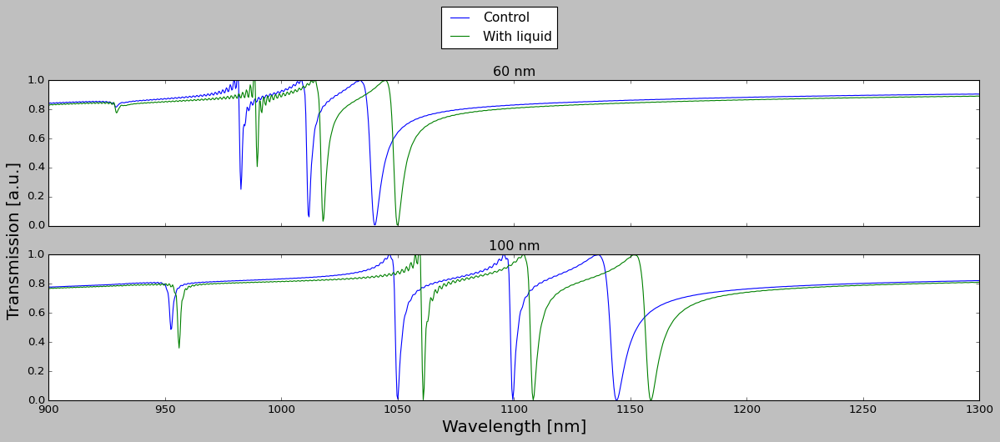 Control
With liquid
60 nm
1.0
0.8
0.6
0.4
0.2
0.0
100 nm
1.0
0.8
0.6
0.4
0.2
0.0
900 950 1000 1050 1100 1150 1200 1250 1300
Wavelength [nm]
Transmission [a.u.]